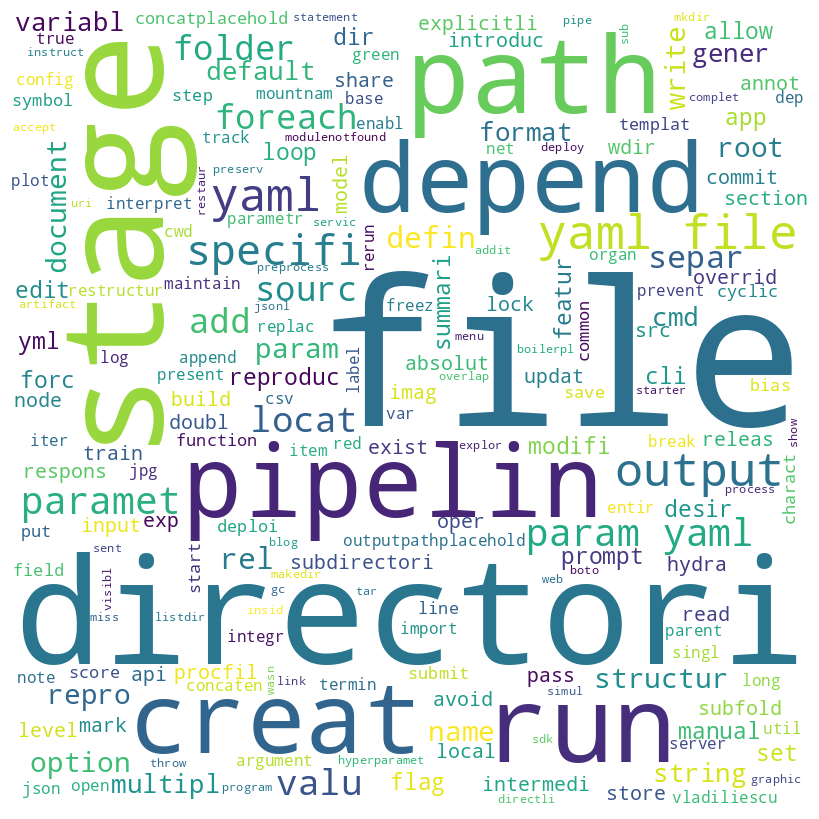 variabl
concatplacehold
statement
explicitli
pipe
mkdir
true
instruct
folder
dir
introduc
sub
allow
config
default
green
path
write
gener
symbol
step
mountnam
share
base
enabl
annot
complet
dep
accept
stage
foreach
track
modulenotfound
format
net
deploy
templat
app
wdir
root
document
plot
interpret
restaur
preserv
loop
yaml
model
depend
commit
section
uri
parametr
cwd
servic
defin
rerun
addit
yaml file
specifi
preprocess
organ
separ
overrid
edit
restructur
maintain
sourc
jsonl
freez
summari
lock
featur
common
prevent
cyclic
artifact
file
yml
add
replac
param
src
cmd
log
append
menu
boilerpl
forc
present
reproduc
label
absolut
overlap
updat
cli
node
build
csv
imag
save
starter
bias
iter
doubl
locat
var
train
function
item
red
exist
explor
modifi
break
releas
show
respons
jpg
pipelin
output
charact
process
paramet
exp
oper
entir
desir
put
input
deploi
outputpathplacehold
param yaml
sent
blog
rel
subdirectori
prompt
boto
hydra
field
visibl
start
makedir
directori
web
miss
listdir
gc
tar
insid
line
read
integr
import
parent
singl
note
score
api
procfil
concaten
wasn
link
termin
submit
pass
simul
structur
long
repro
creat
avoid
run
sdk
subfold
level
mark
name
local
manual
util
throw
server
option
argument
hyperparamet
set
string
json
open
multipl
program
valu
flag
intermedi
directli
store
graphic
vladiliescu